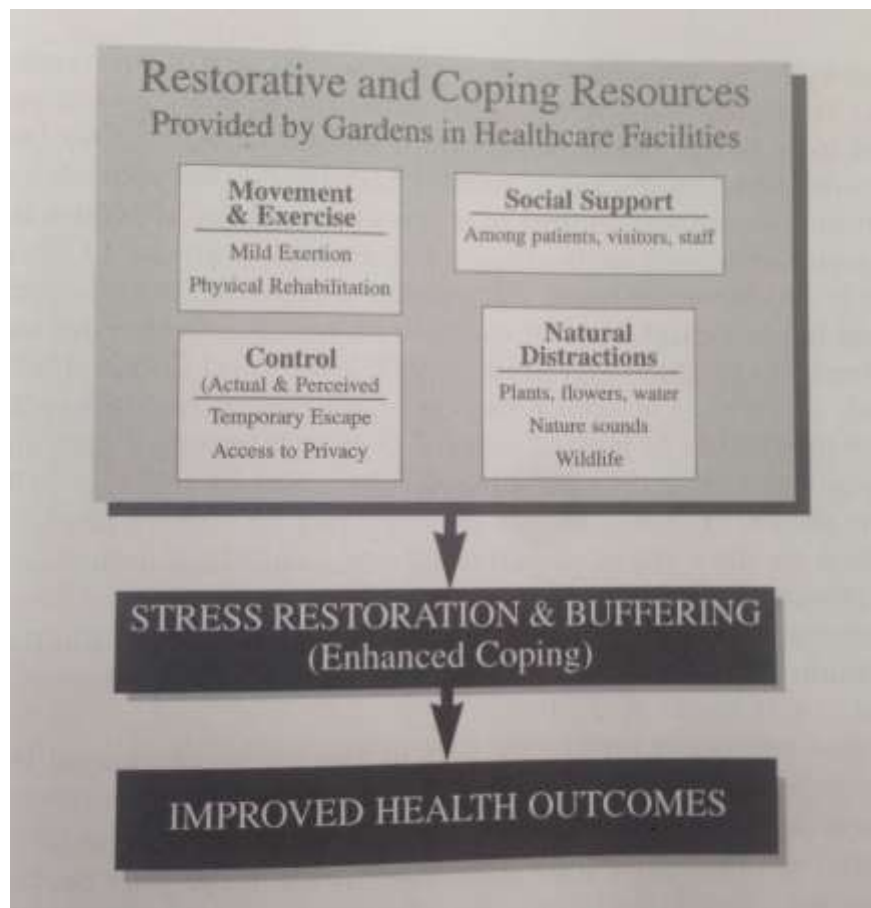 Restorative and Coping Resources
Provided by Gardens in Healthcare Facilities
Movement
& Exercise
Mild Exertion
Physical Rehabilitation
Social Support
Among patients, visitors, staff
Control
(Actual & Perceived
Temporary Escape
Access to Privacy
Natural
Distractions
Plants, flowers, water
Nature sounds
Wildlife
STRESS RESTORATION & BUFFERING
(Enhanced Coping)
IMPROVED HEALTH OUTCOMES